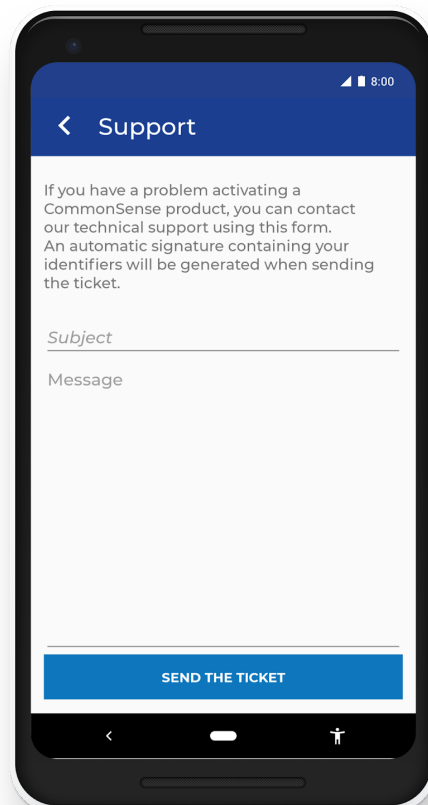 8:00
Support
If you have a problem activating a
CommonSense product, you can contact
our technical support using this form.
An automatic signature containing your
identifiers will be generated when sending
the ticket.
Subject
Message
SEND THE TICKET